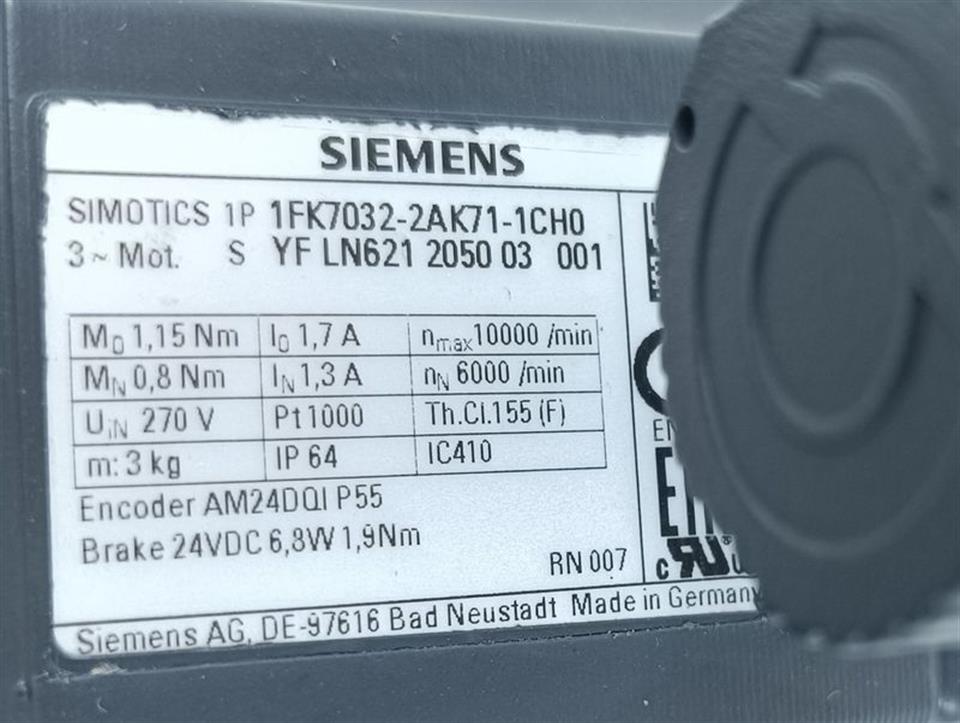 SIEMENS
SIMOTICS 1P 1FK7032-2AK71-1CH0
3~Mot. S YF LN621 2050 03 001
M0 1,15 Nm I0 1,7 A nmax 10000 /min
MN 0,8 Nm IN 1,3 A nN 6000 /min
UiN 270 V Pt1000 Th.Cl.155 (F)
m: 3 kg IP 64 IC410
EN
Encoder AM24DQI P55
Brake 24VDC 6,8W 1,9Nm
RN 007
Siemens AG, DE-97616 Bad Neustadt Made in Germany